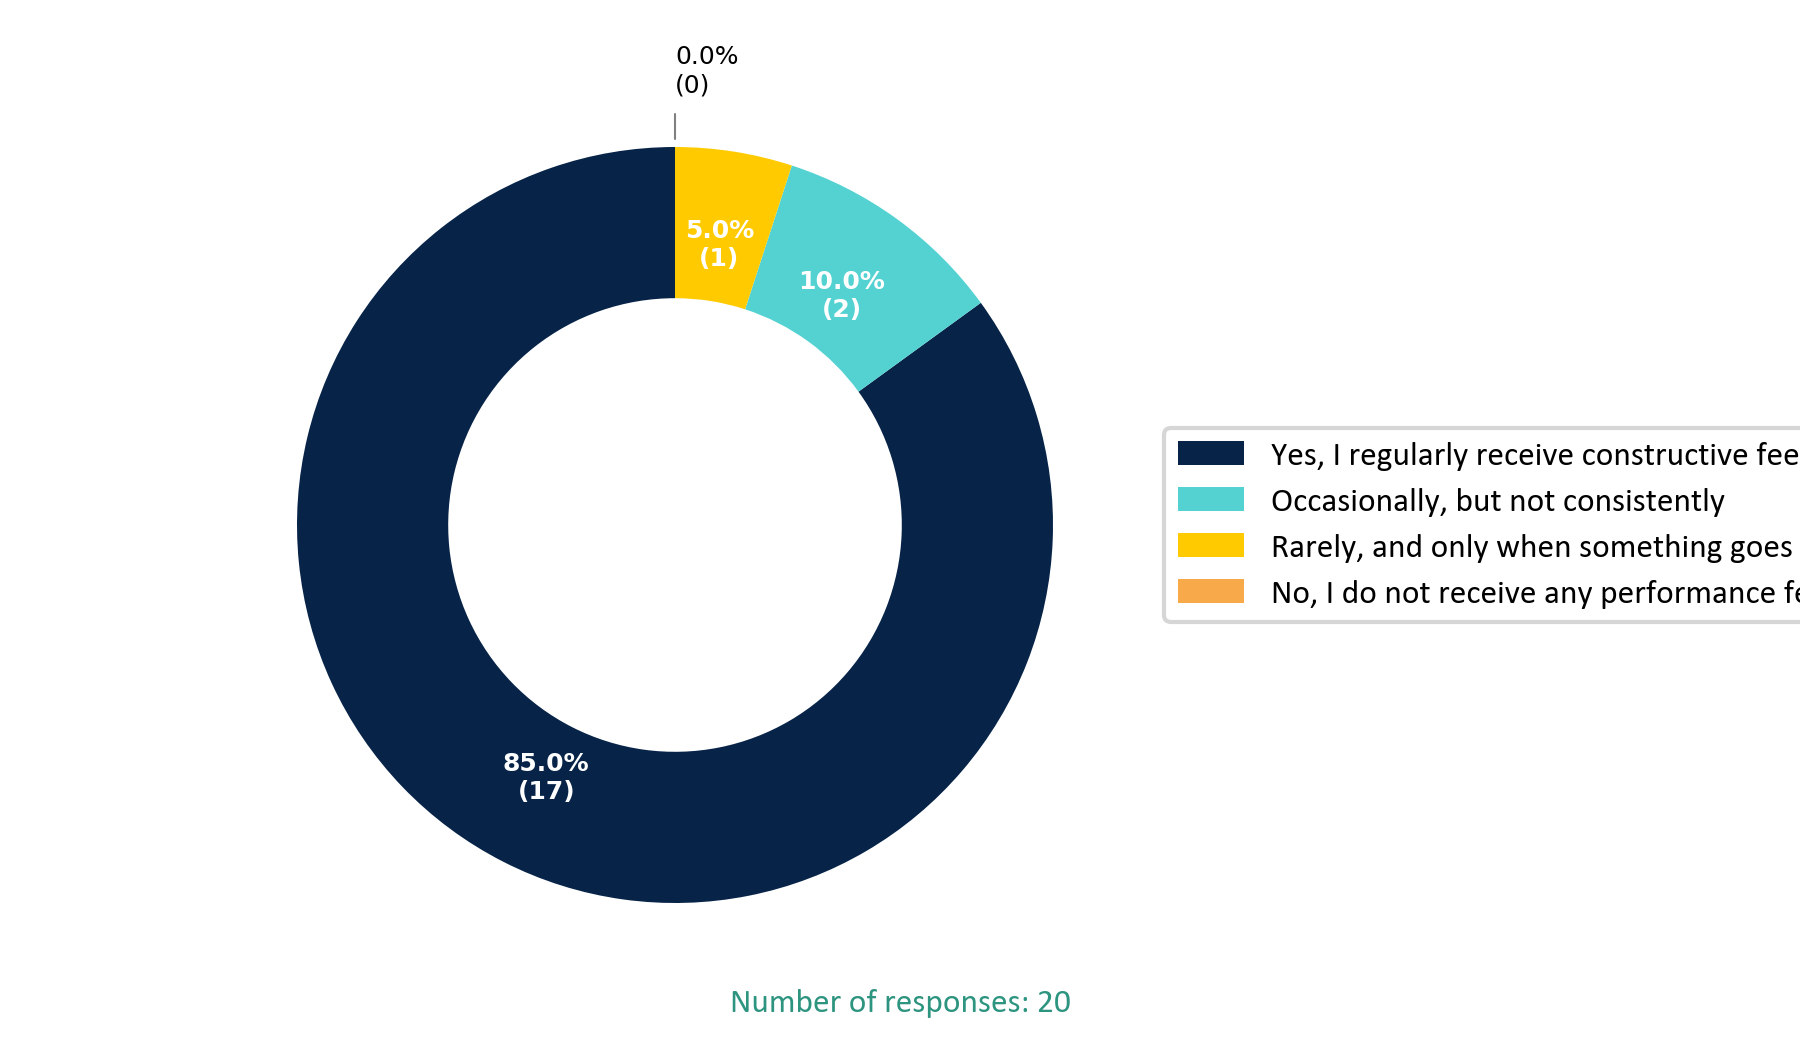 0.0%
(0)
5.0%
(1)
10.0%
(2)
85.0%
(17)
Yes, I regularly receive constructive fee
Occasionally, but not consistently
Rarely, and only when something goes
No, I do not receive any performance fe
Number of responses: 20